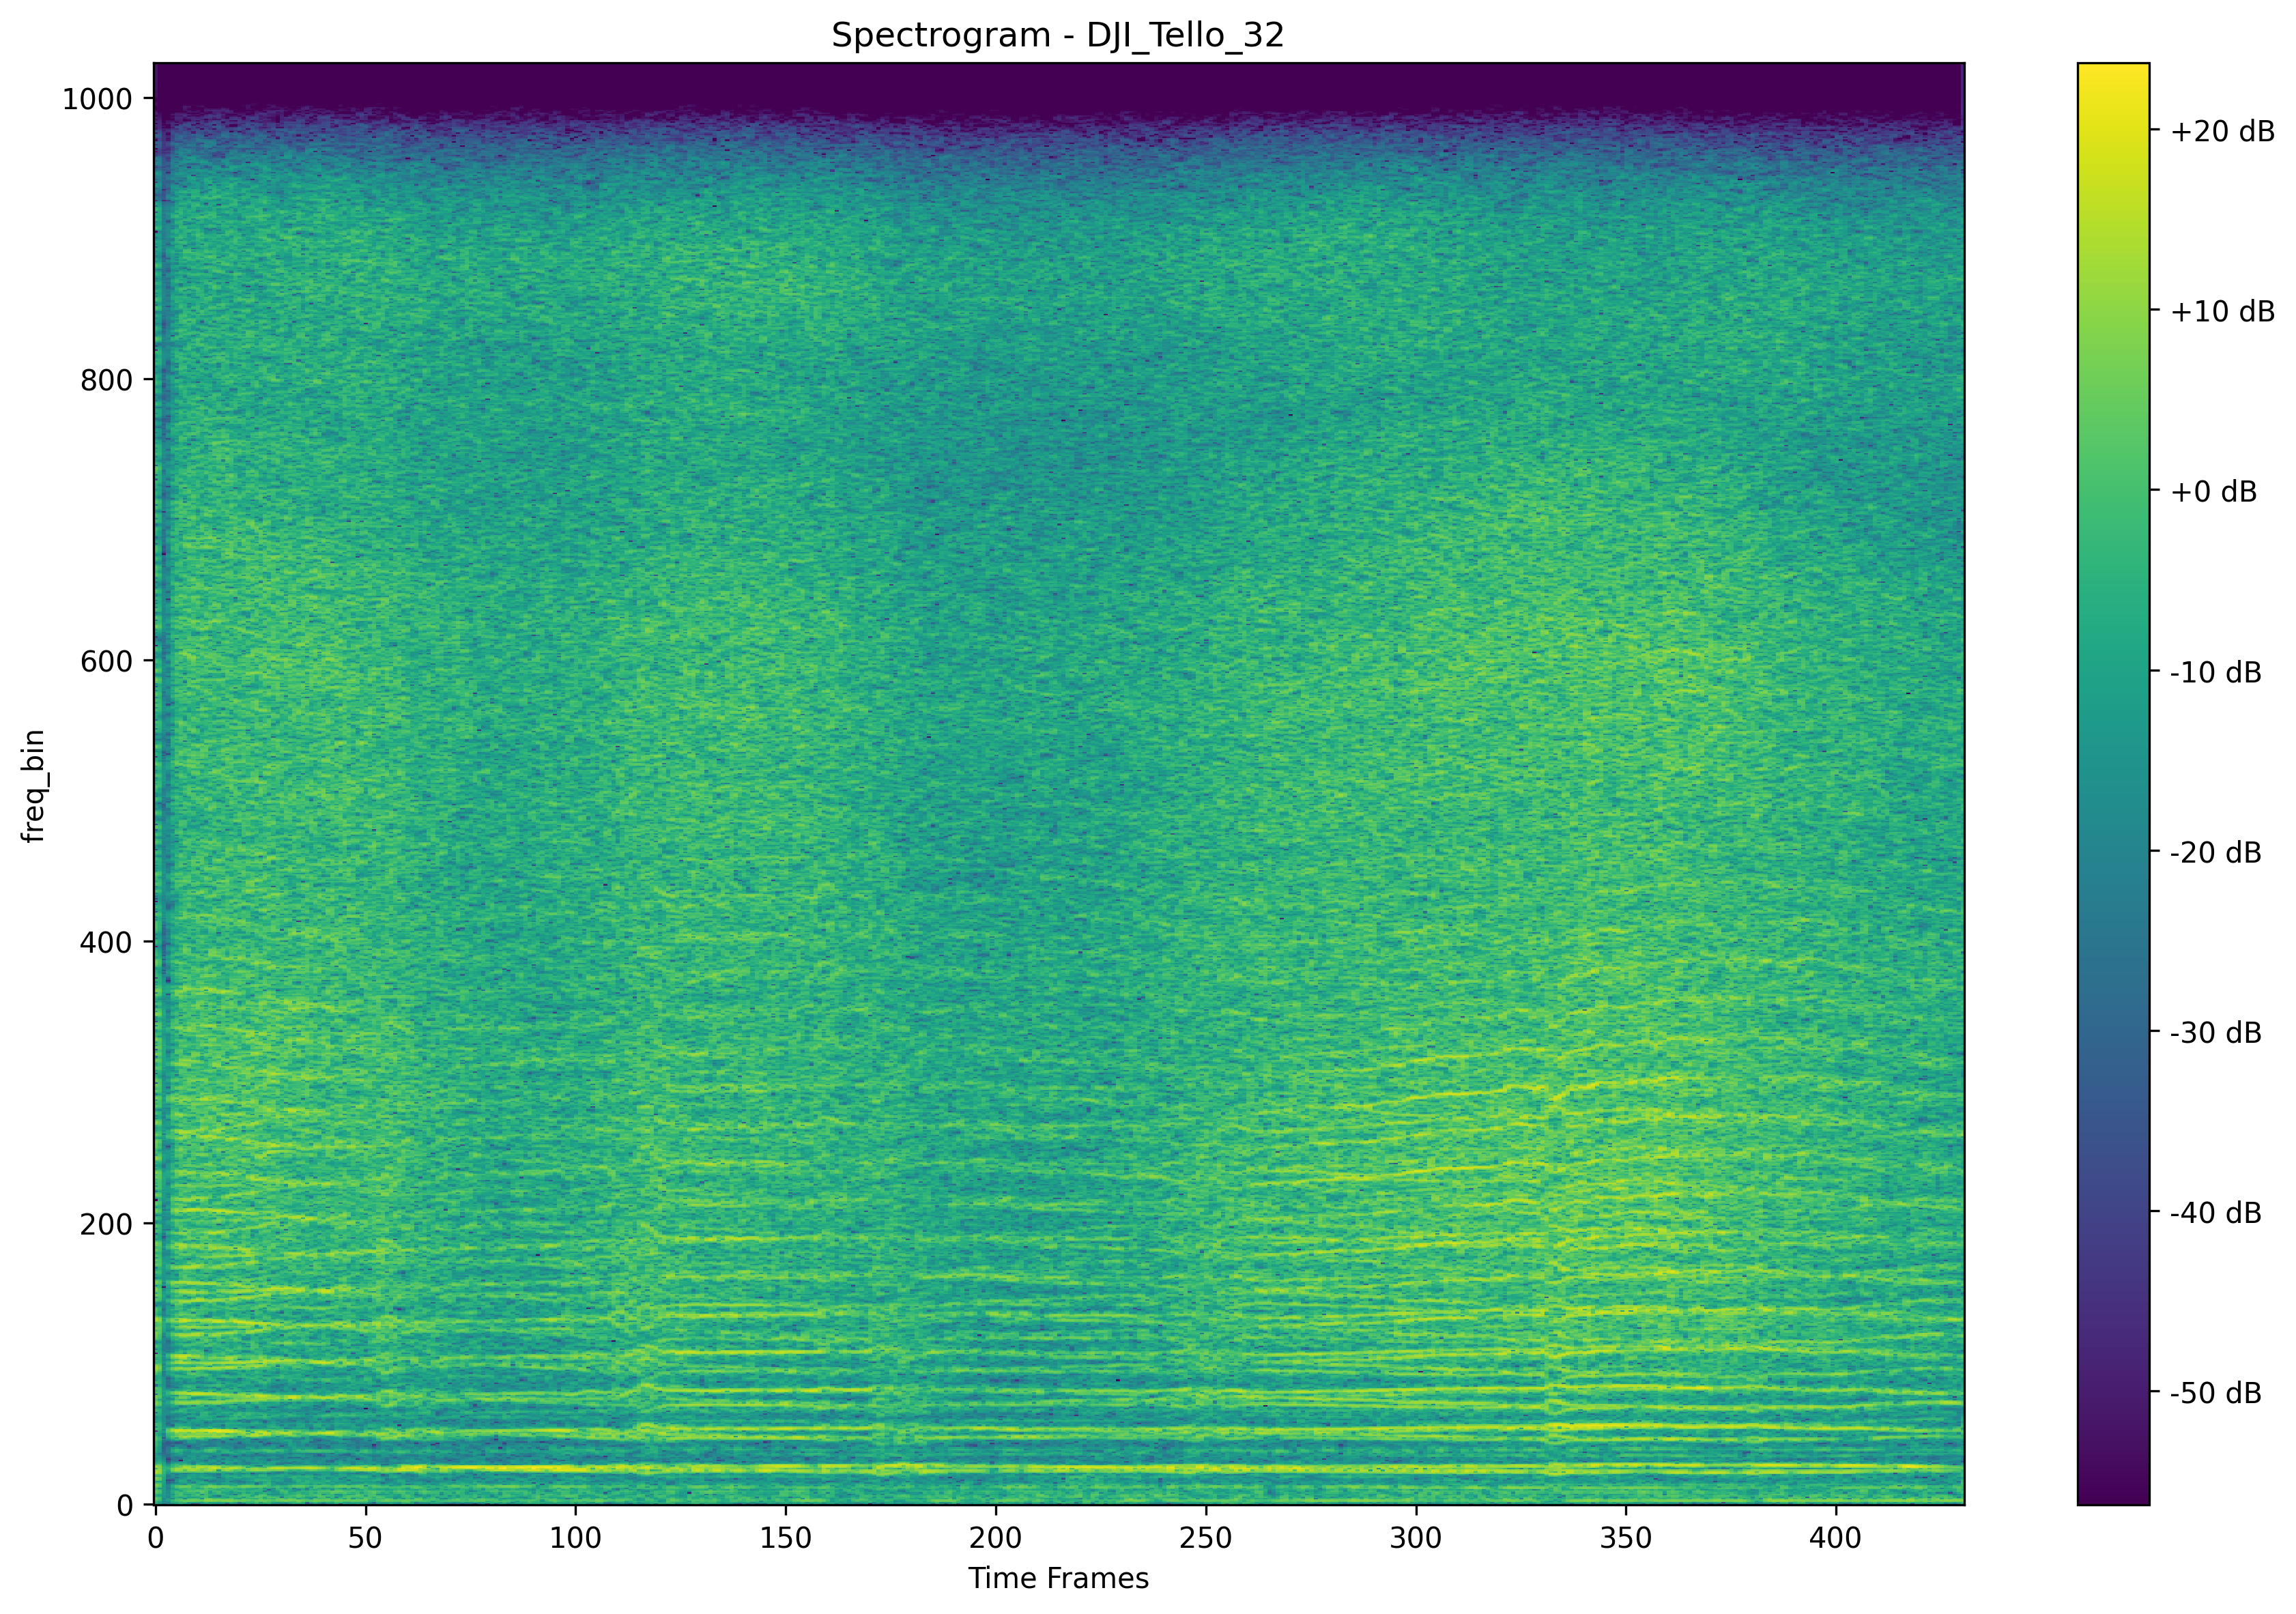 Spectrogram - DJI_Tello_32
1000
800
600
400
200
0
freq_bin
0 50 100 150 200 250 300 350 400
Time Frames
+20 dB
+10 dB
+0 dB
-10 dB
-20 dB
-30 dB
-40 dB
-50 dB